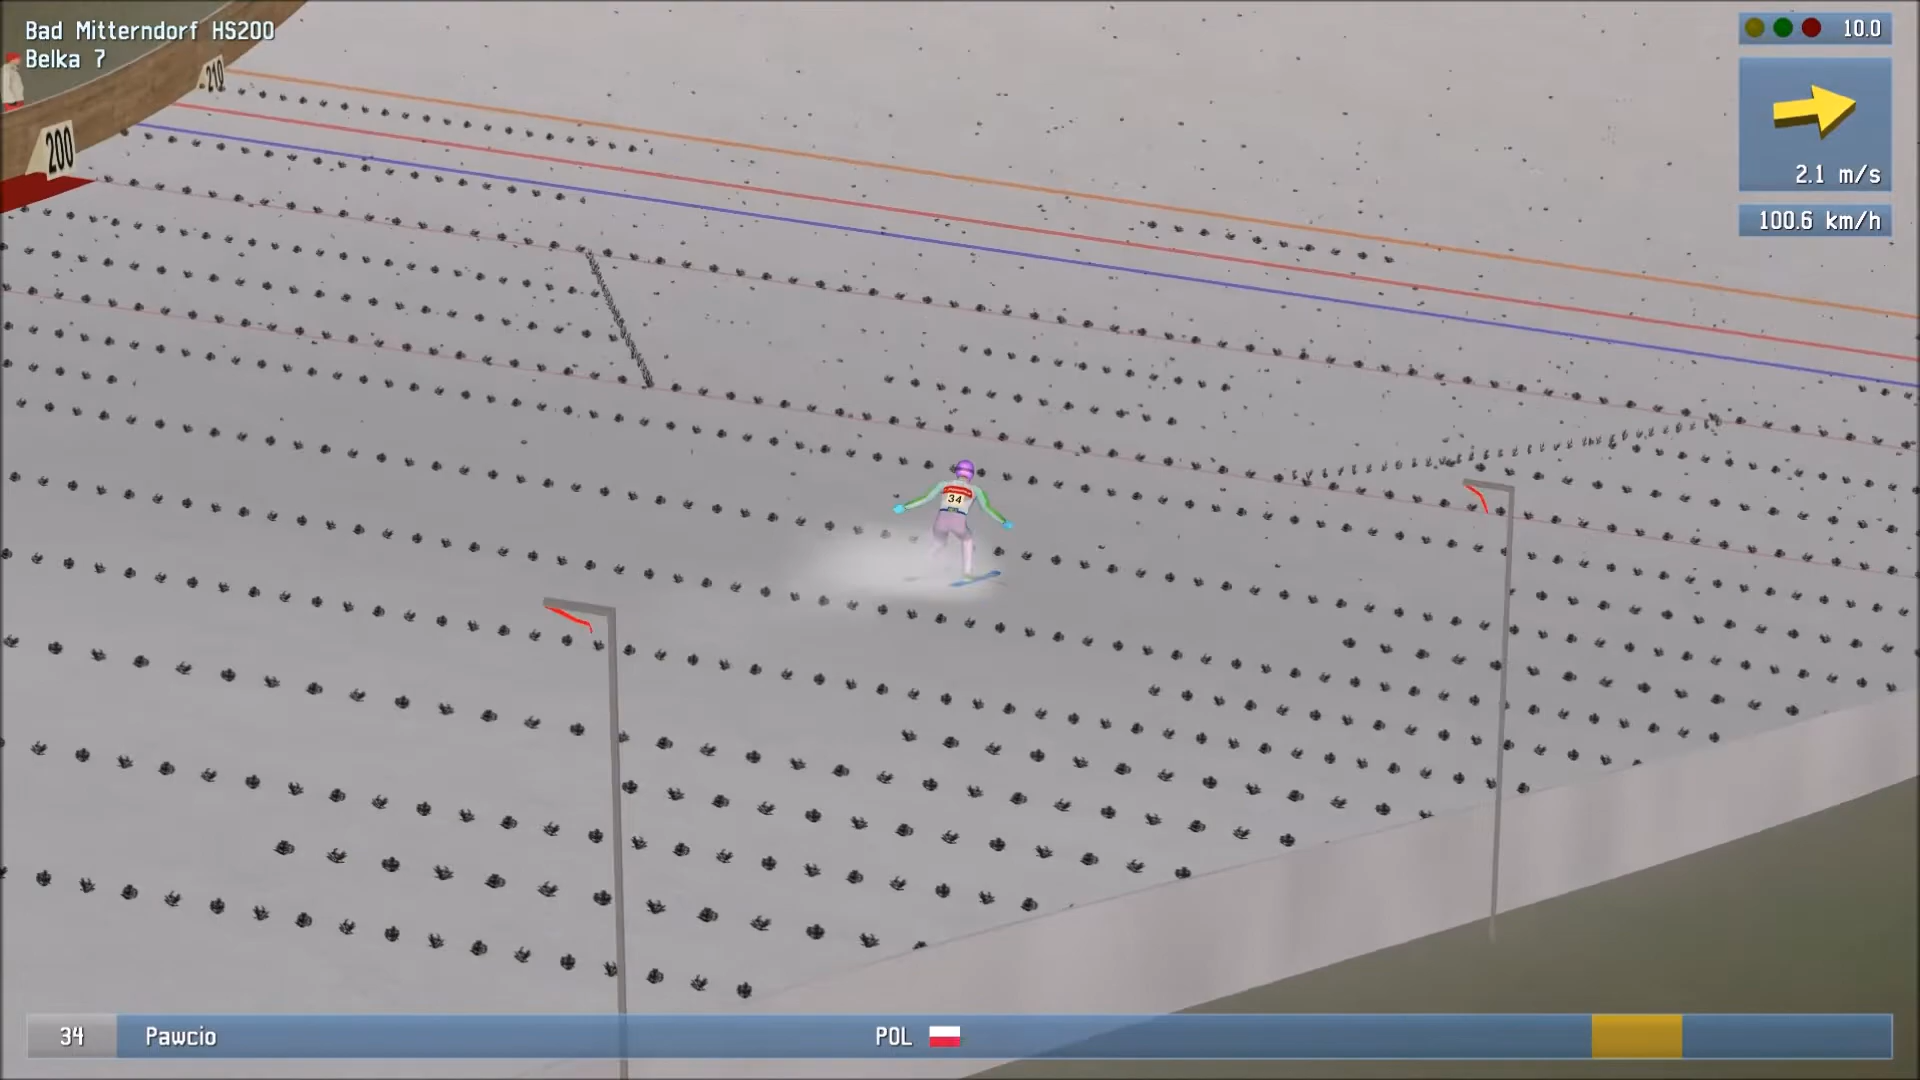 Bad Mitterndorf HS200
Belka 7
10.0
2.1 m/s
100.6 km/h
210
200
34
34 Pawcio POL